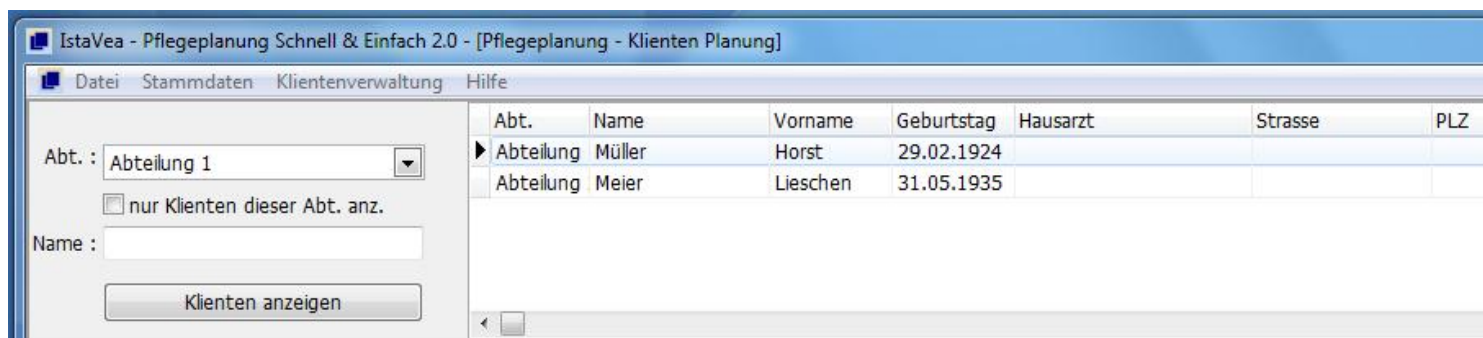 IstaVea - Pflegeplanung Schnell & Einfach 2.0 - [Pflegeplanung - Klienten Planung]
Datei Stammdaten Klientenverwaltung Hilfe
Abt. : Abteilung 1
nur Klienten dieser Abt. anz.
Name :
Klienten anzeigen
Abt. Name Vorname Geburtstag Hausarzt Strasse PLZ
Abteilung Müller Horst 29.02.1924
Abteilung Meier Lieschen 31.05.1935